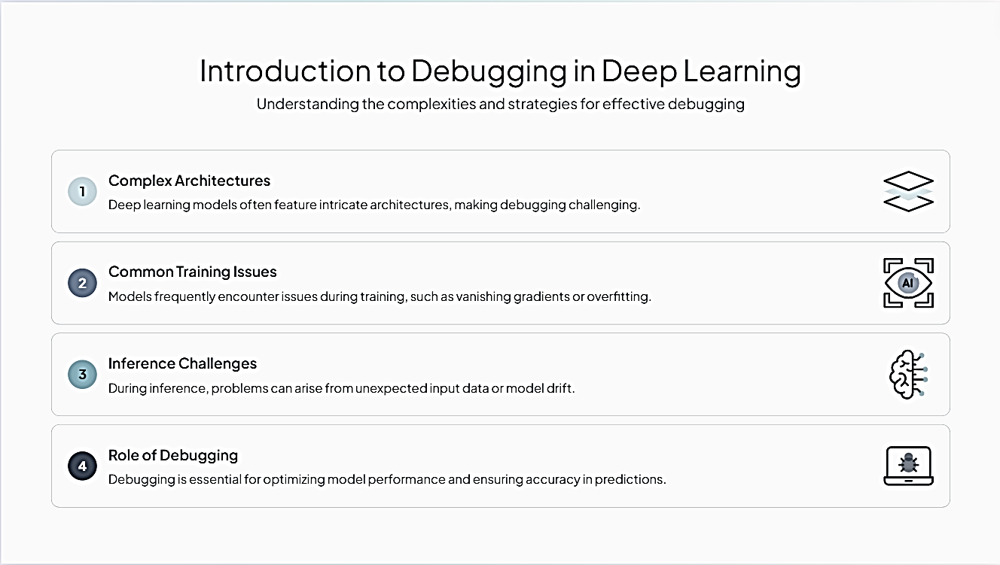 Introduction to Debugging in Deep Learning
Understanding the complexities and strategies for effective debugging
1
Complex Architectures
Deep learning models often feature intricate architectures, making debugging challenging.
2
Common Training Issues
Models frequently encounter issues during training, such as vanishing gradients or overfitting.
AI
3
Inference Challenges
During inference, problems can arise from unexpected input data or model drift.
4
Role of Debugging
Debugging is essential for optimizing model performance and ensuring accuracy in predictions.